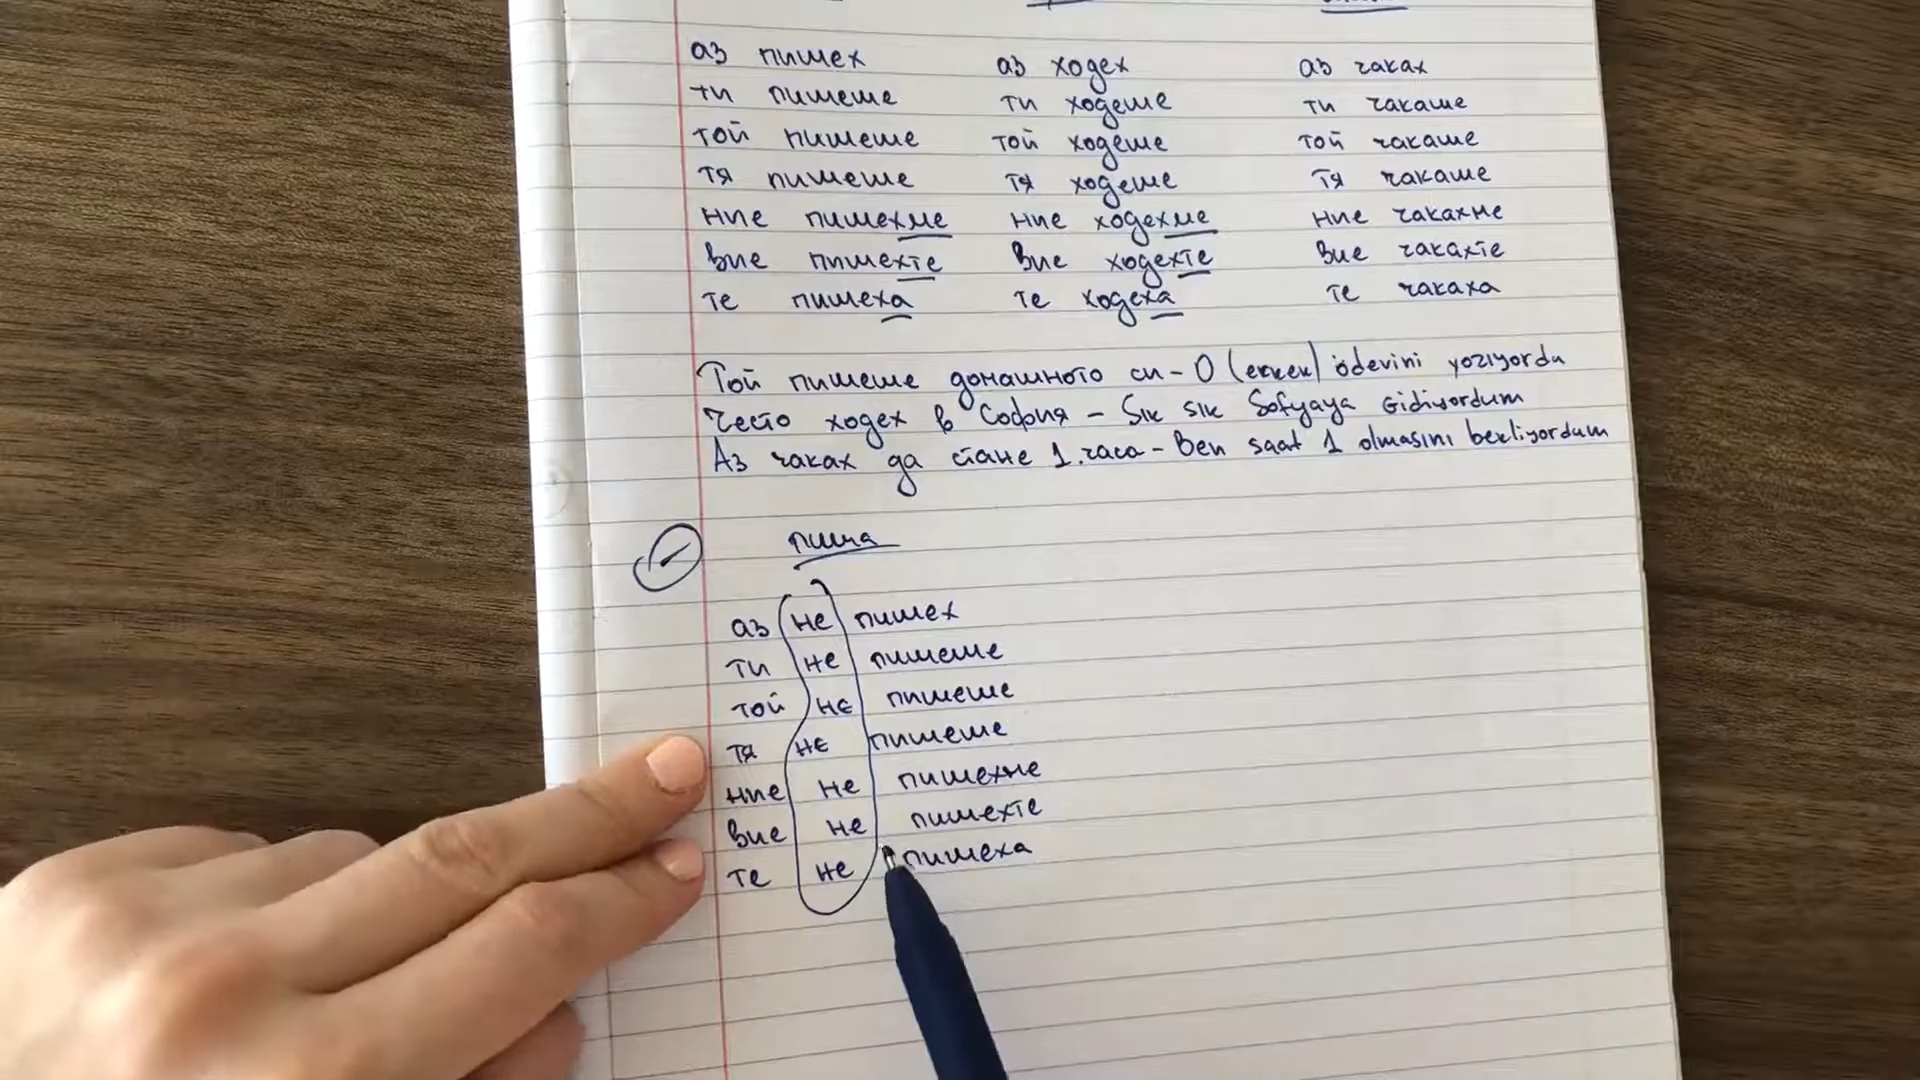 аз пишех аз ходех аз чаках
ти пишеше ти ходеше ти чакаше
той пишеше той ходеше той чакаше
тя пишеше тя ходеше тя чакаше
ние пишехме ние ходехме ние чакахме
вие пишехте вие ходехте вие чакахте
те пишеха те ходеха те чакаха
Той пишеше домашното си - O (erkek) ödevini yazıyordu
Често ходех в София - Sık sık Sofyaya Gidiyordum
Аз чаках да стане 1. часа - Ben saat 1 olmasını bekliyordum
пиша
аз не пишех
ти не пишеше
той не пишеше
тя не пишеше
ние не пишехме
вие не пишехте
те не пишеха